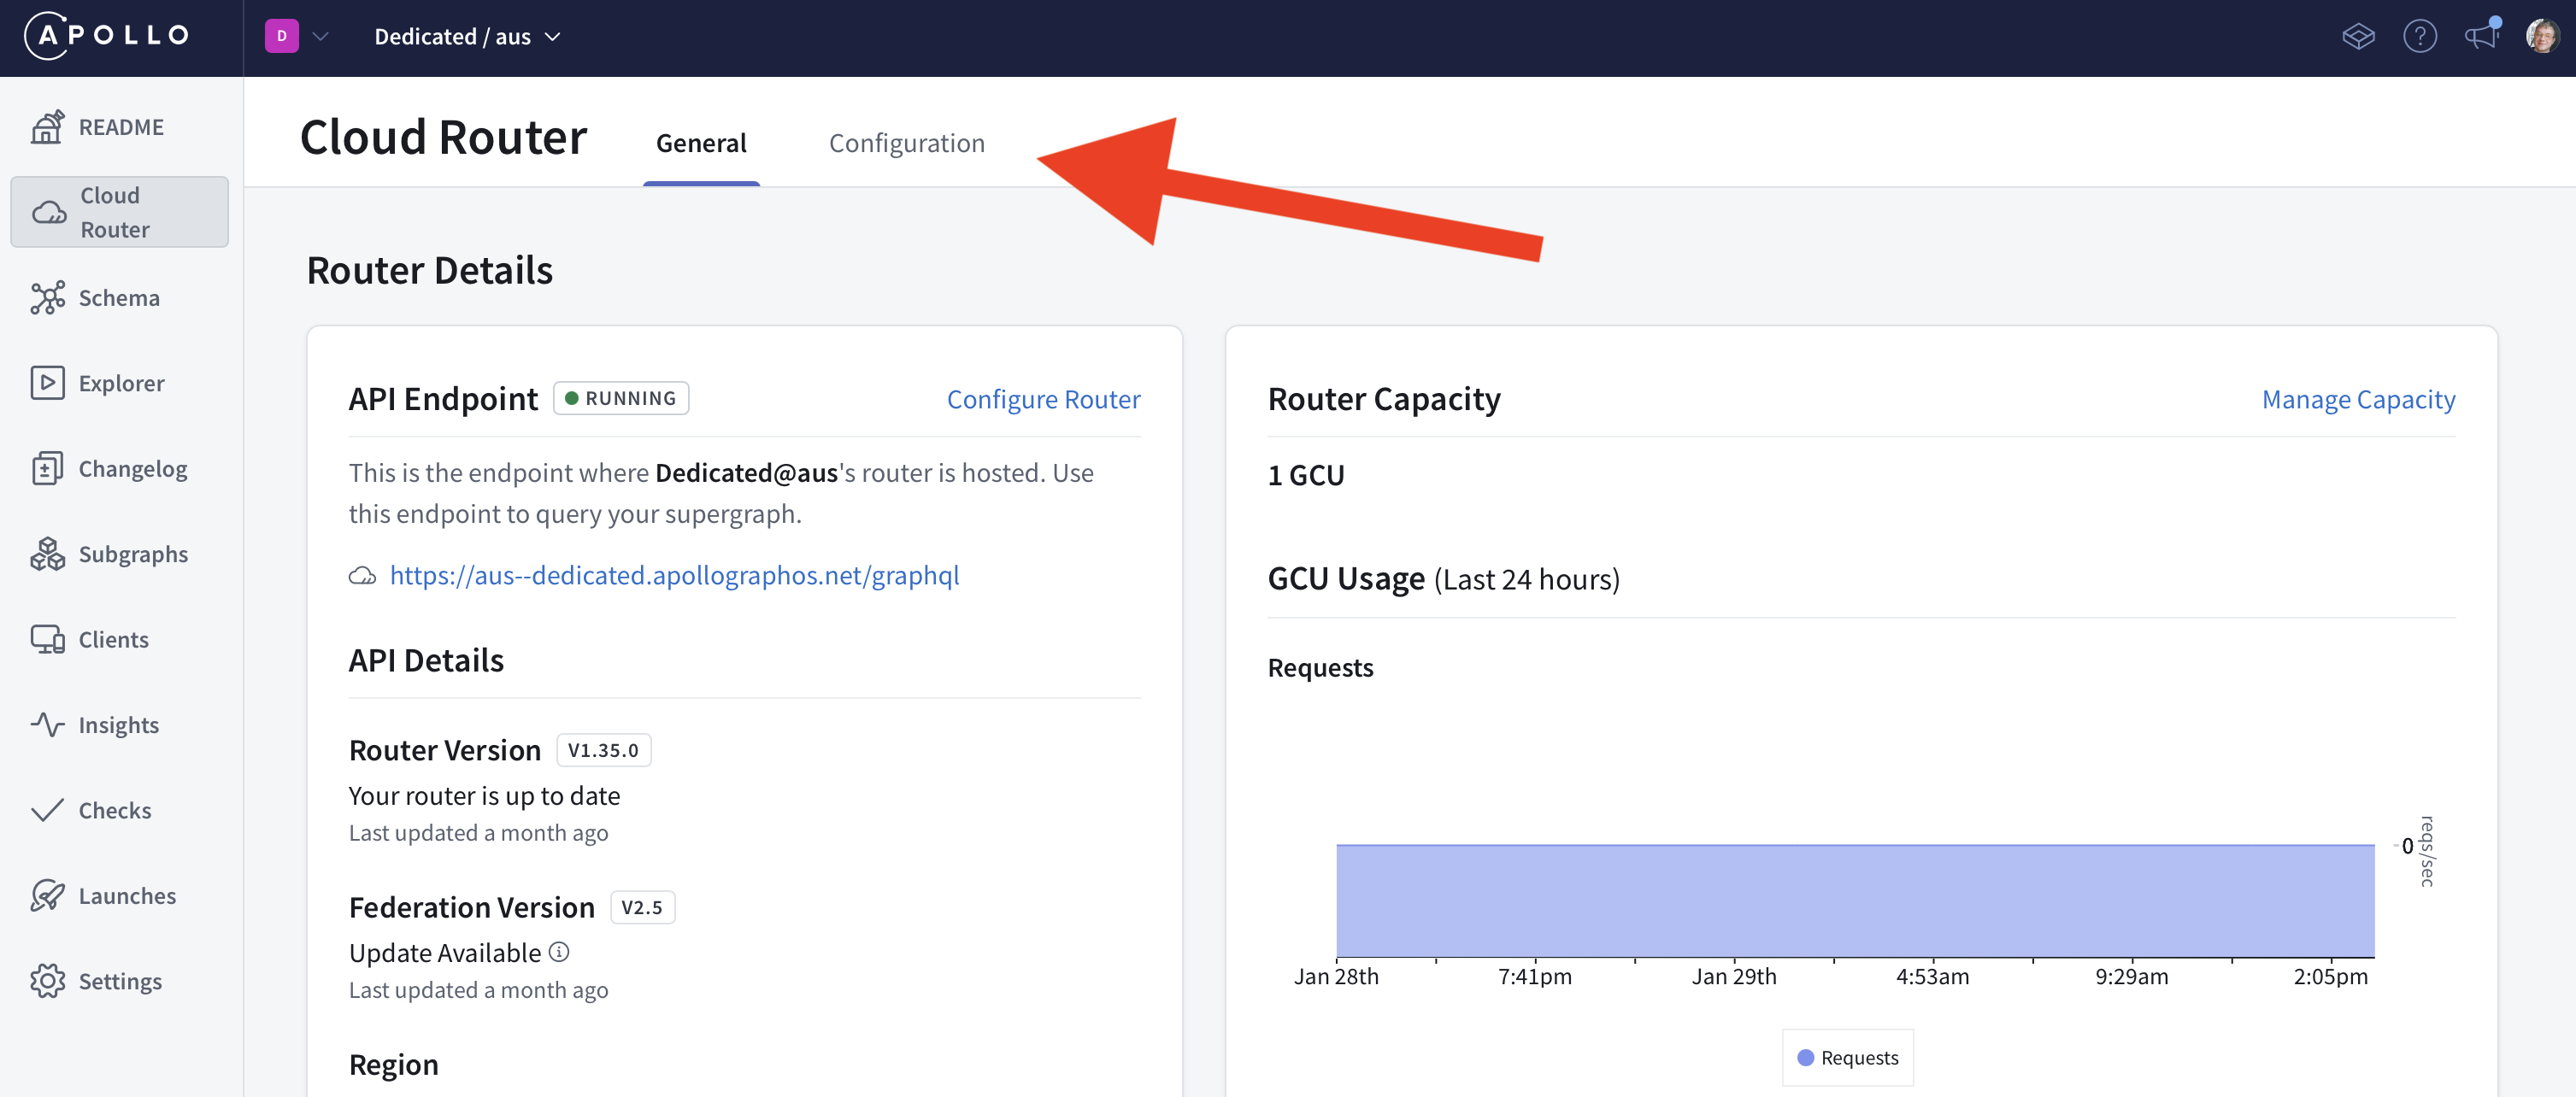 APOLLO
D
Dedicated / aus
?
README
Cloud
Router
Schema
Explorer
Changelog
Subgraphs
Clients
Insights
Checks
Launches
Settings
Cloud Router
General
Configuration
Router Details
API Endpoint
RUNNING
Configure Router
This is the endpoint where Dedicated@aus's router is hosted. Use
this endpoint to query your supergraph.
https://aus--dedicated.apollographos.net/graphql
API Details
Router Version
V1.35.0
Your router is up to date
Last updated a month ago
Federation Version
V2.5
Update Available
Last updated a month ago
Region
Router Capacity
Manage Capacity
1 GCU
GCU Usage (Last 24 hours)
Requests
0
reqs/sec
Jan 28th
7:41pm
Jan 29th
4:53am
9:29am
2:05pm
Requests